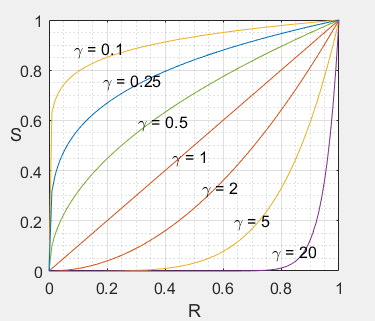 1
0.8
0.6
0.4
0.2
0
S
γ = 0.1
γ = 0.25
γ = 0.5
γ = 1
γ = 2
γ = 5
γ = 20
0 0.2 0.4 0.6 0.8 1
R